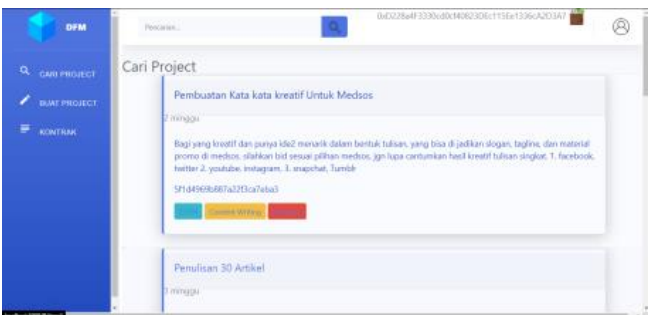 DFM
Pencarian...
CARI PROJECT
BUAT PROJECT
KONTRAK
Cari Project
Pembuatan Kata kata kreatif Untuk Medsos
2 minggu
Bagi yang kreatif dan punya ide2 menarik dalam bentuk tulisan, yang bisa di jadikan slogan, tagline, dan material
promo di medsos, silahkan bid sesuai pilihan medsos, jgn lupa cantumkan hasil kreatif tulisan singkat. 1. facebook,
twitter 2. youtube, instagram, 3. snapchat, Tumblr
Content Writing
Penulisan 30 Artikel
minggu